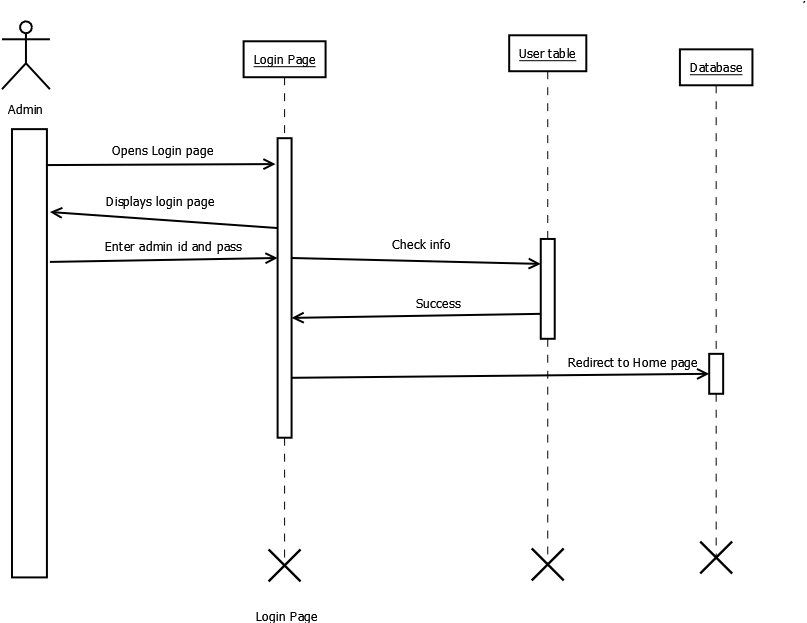 User table
Login Page
Database
Admin
Opens Login page
Displays login page
Enter admin id and pass
Check info
Success
Redirect to Home page
Login Page